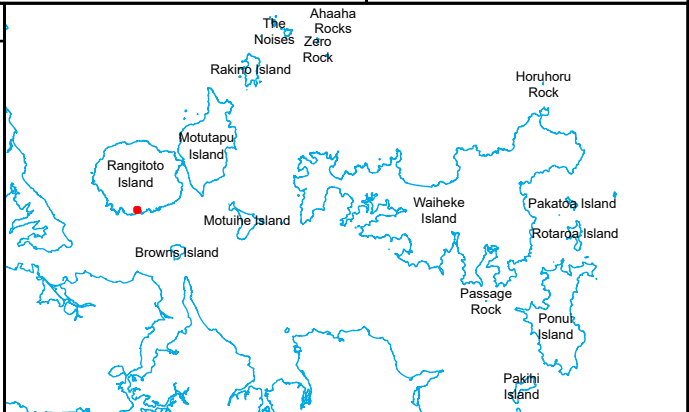 The
Noises
Ahaaha
Rocks
Zero
Rock
Rakino Island
Horuhoru
Rock
Motutapu
Island
Rangitoto
Island
Waiheke
Island
Pakatoa Island
Motuihe Island
Rotaroa Island
Browns Island
Passage
Rock
Ponui
Island
Pakihi
Island